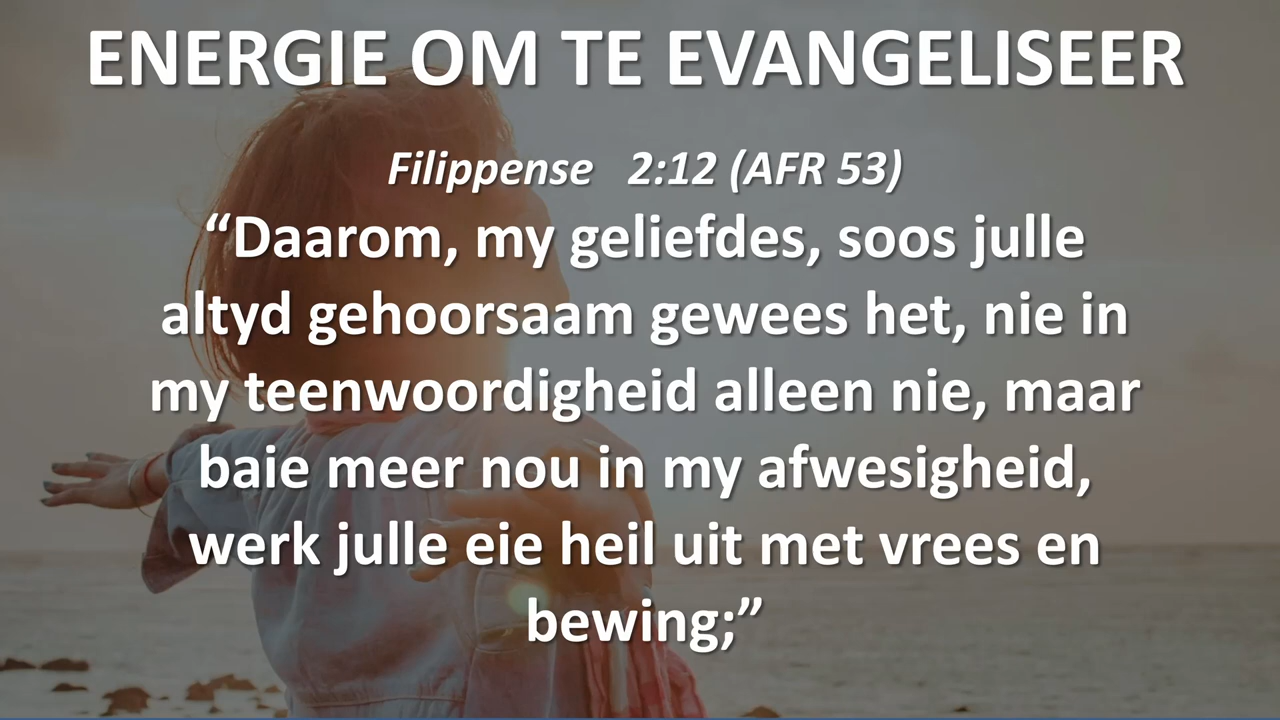 ENERGIE OM TE EVANGELISEER
Filippense 2:12 (AFR 53)
“Daarom, my geliefdes, soos julle
altyd gehoorsaam gewees het, nie in
my teenwoordigheid alleen nie, maar
baie meer nou in my afwesigheid,
werk julle eie heil uit met vrees en
bewing;”